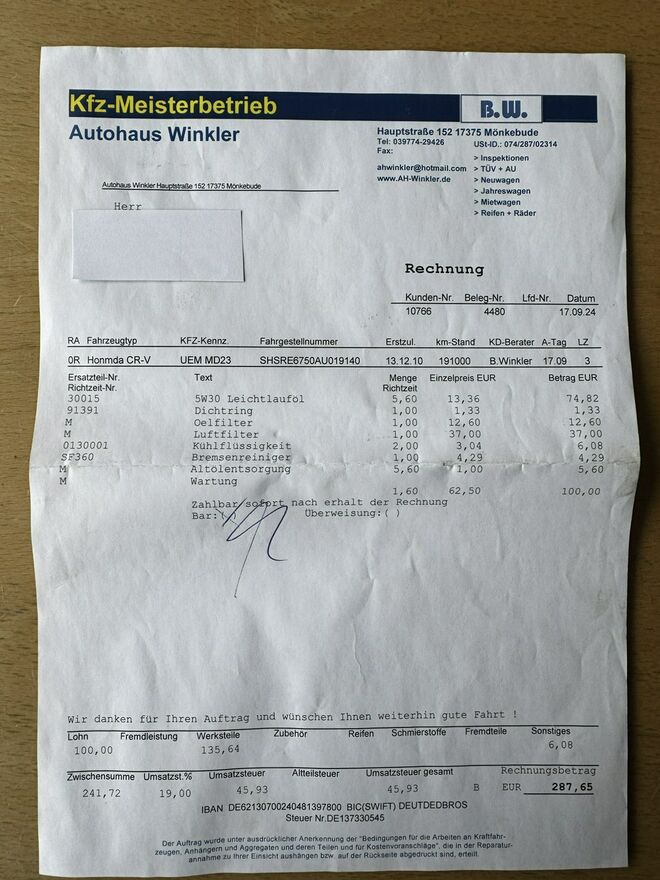 Kfz-Meisterbetrieb B.W.
Autohaus Winkler
Hauptstraße 152 17375 Mönkebude
Tel: 039774-29426 USt-ID.: 074/287/02314
Fax:
> Inspektionen
ahwinkler@hotmail.com > TÜV + AU
www.AH-Winkler.de > Neuwagen
> Jahreswagen
> Mietwagen
> Reifen + Räder
Autohaus Winkler Hauptstraße 152 17375 Mönkebude
Herr
Rechnung
Kunden-Nr. Beleg-Nr. Lfd-Nr. Datum
10766 4480 17.09.24
RA Fahrzeugtyp KFZ-Kennz. Fahrgestellnummer Erstzul. km-Stand KD-Berater A-Tag LZ
0R Honmda CR-V UEM MD23 SHSRE6750AU019140 13.12.10 191000 B.Winkler 17.09 3
Ersatzteil-Nr. Text Menge Einzelpreis EUR Betrag EUR
Richtzeit-Nr. Richtzeit
30015 5W30 Leichtlauföl 5,60 13,36 74,82
91391 Dichtring 1,00 1,33 1,33
M Oelfilter 1,00 12,60 12,60
M Luftfilter 1,00 37,00 37,00
0130001 Kühlflüssigkeit 2,00 3,04 6,08
SF360 Bremsenreiniger 1,00 4,29 4,29
M Altölentsorgung 5,60 1,00 5,60
M Wartung
1,60 62,50 100,00
Zahlbar sofort nach erhalt der Rechnung
Bar:( ) Überweisung:( )
Wir danken für Ihren Auftrag und wünschen Ihnen weiterhin gute Fahrt !
Lohn Fremdleistung Werksteile Zubehör Reifen Schmierstoffe Fremdteile Sonstiges
100,00 135,64 6,08
Zwischensumme Umsatzst.% Umsatzsteuer Altteilsteuer Umsatzsteuer gesamt Rechnungsbetrag
241,72 19,00 45,93 45,93 B EUR 287,65
IBAN DE62130700240481397800 BIC(SWIFT) DEUTDEDBROS
Steuer Nr.DE137330545
Der Auftrag wurde unter ausdrücklicher Anerkennung der "Bedingungen für die Arbeiten an Kraftfahr-
zeugen, Anhängern und Aggregaten und deren Teilen und für Kostenvoranschläge", die in der Reparatur-
annahme zu Ihrer Einsicht aushängen bzw. auf der Rückseite abgedruckt sind, erteilt.